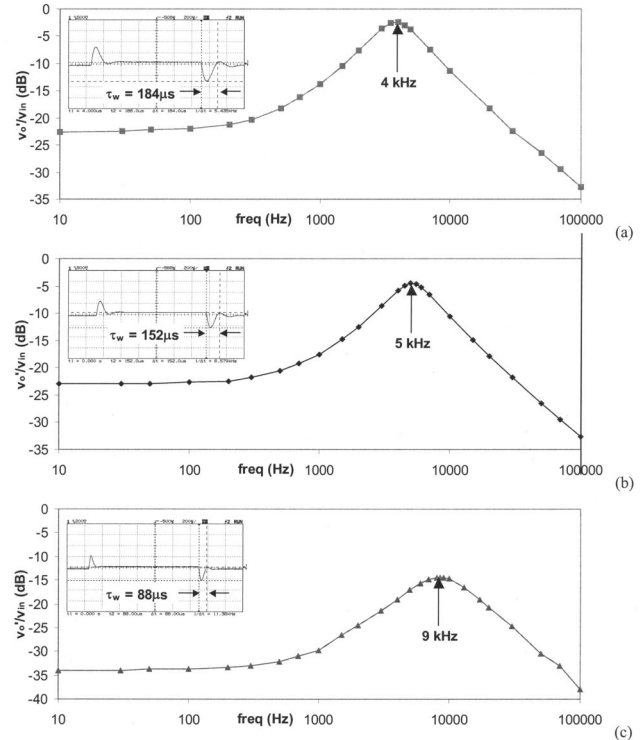 τw = 184µs
4 kHz
vo'/vin (dB)
0
-5
-10
-15
-20
-25
-30
-35
10
100
1000
10000
100000
freq (Hz)
(a)
τw = 152µs
5 kHz
vo'/vin (dB)
0
-5
-10
-15
-20
-25
-30
-35
10
100
1000
10000
100000
freq (Hz)
(b)
τw = 88µs
9 kHz
vo'/vin (dB)
0
-5
-10
-15
-20
-25
-30
-35
-40
10
100
1000
10000
100000
freq (Hz)
(c)